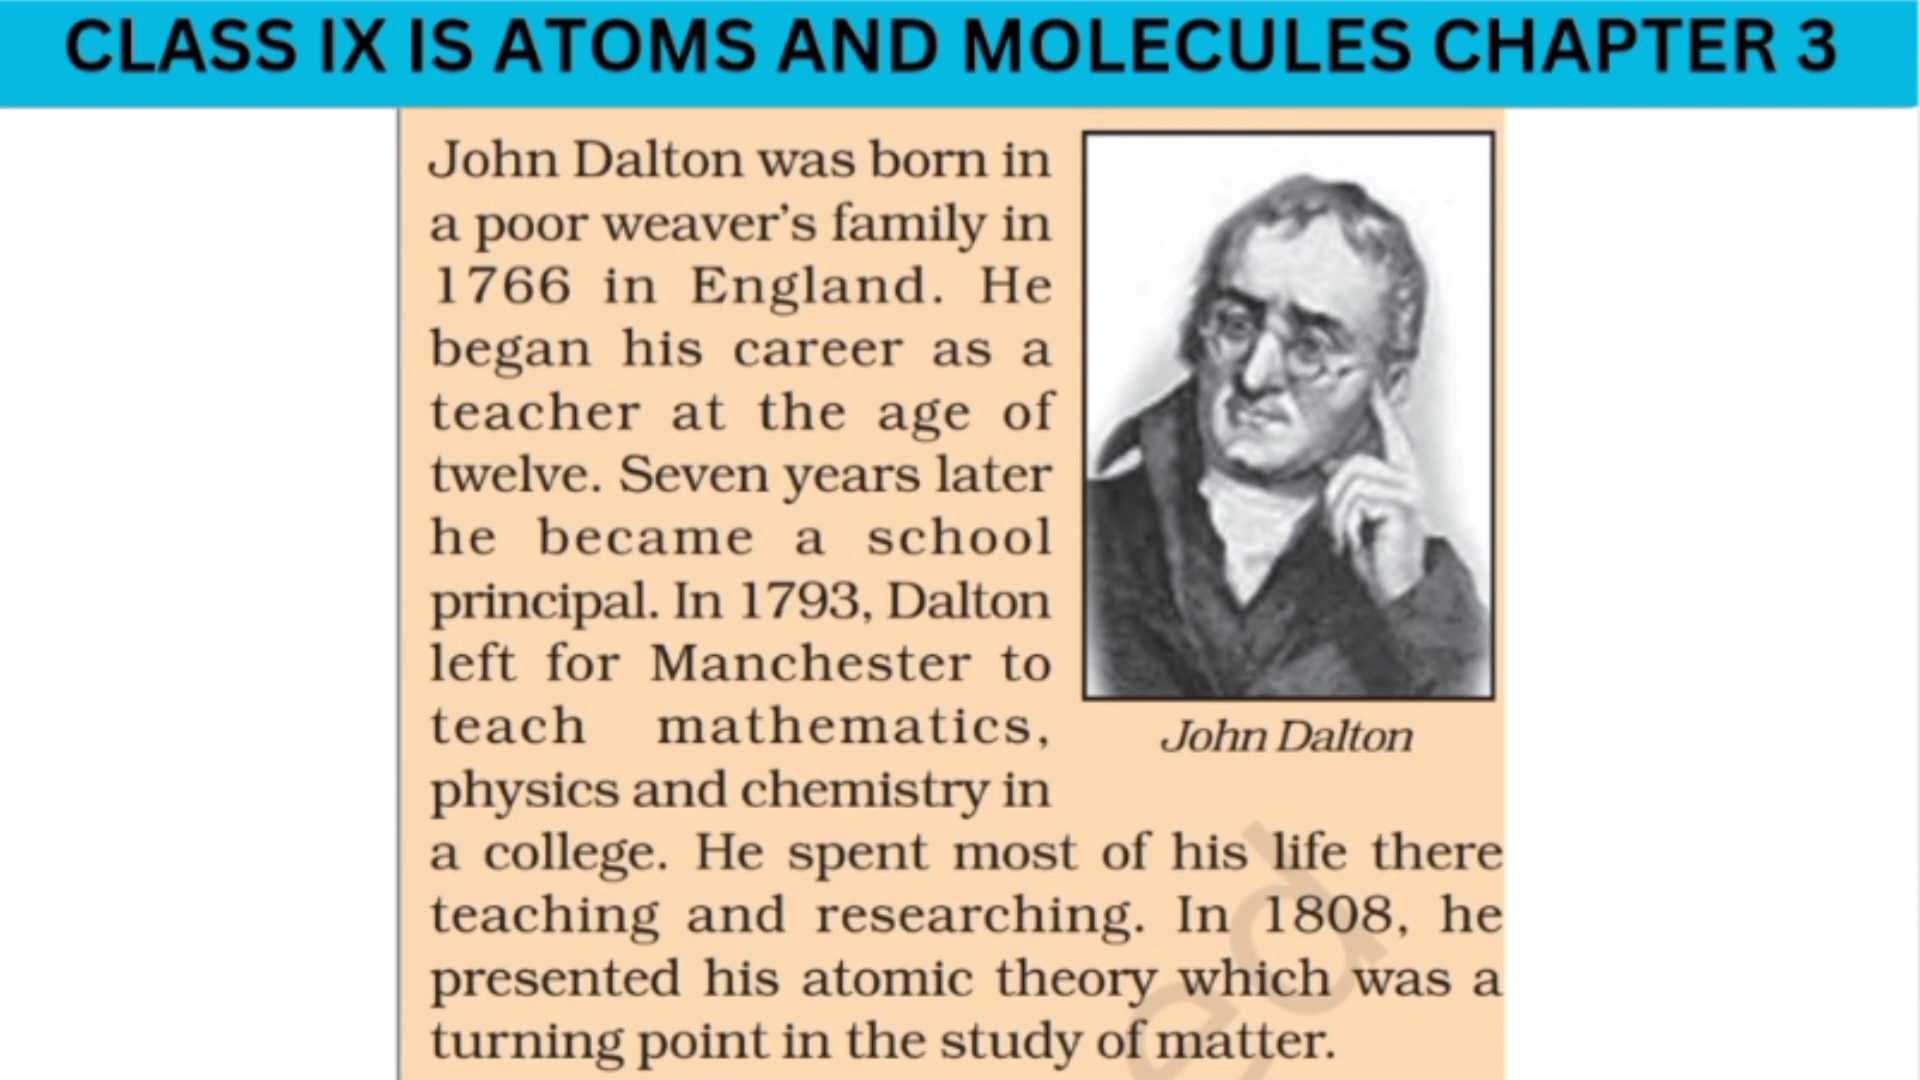 CLASS IX IS ATOMS AND MOLECULES CHAPTER 3
John Dalton was born in
a poor weaver's family in
1766 in England. He
began his career as a
teacher at the age of
twelve. Seven years later
he became a school
principal. In 1793, Dalton
left for Manchester to
teach mathematics,
physics and chemistry in
a college. He spent most of his life there
teaching and researching. In 1808, he
presented his atomic theory which was a
turning point in the study of matter.
John Dalton